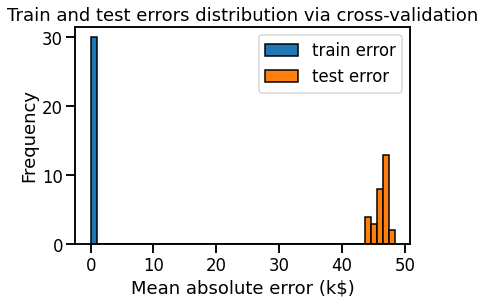 Train and test errors distribution via cross-validation
train error
test error
Frequency
30
20
10
0
0 10 20 30 40 50
Mean absolute error (k$)